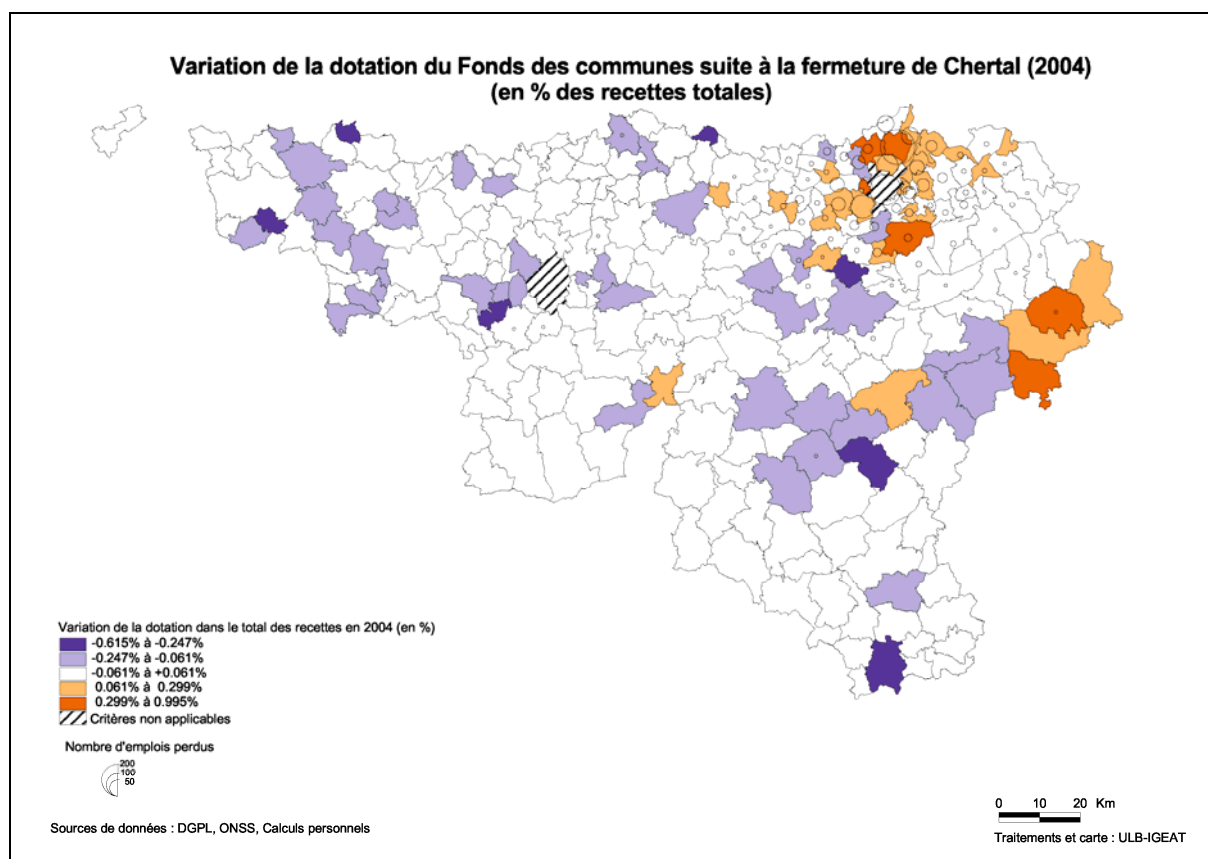 Variation de la dotation du Fonds des communes suite à la fermeture de Chertal (2004)
(en % des recettes totales)
Variation de la dotation dans le total des recettes en 2004 (en %)
-0.615% à -0.247%
-0.247% à -0.061%
-0.061% à +0.061%
0.061% à 0.299%
0.299% à 0.995%
Critères non applicables
Nombre d'emplois perdus
200
100
50
0 10 20 Km
Sources de données : DGPL, ONSS, Calculs personnels
Traitements et carte : ULB-IGEAT